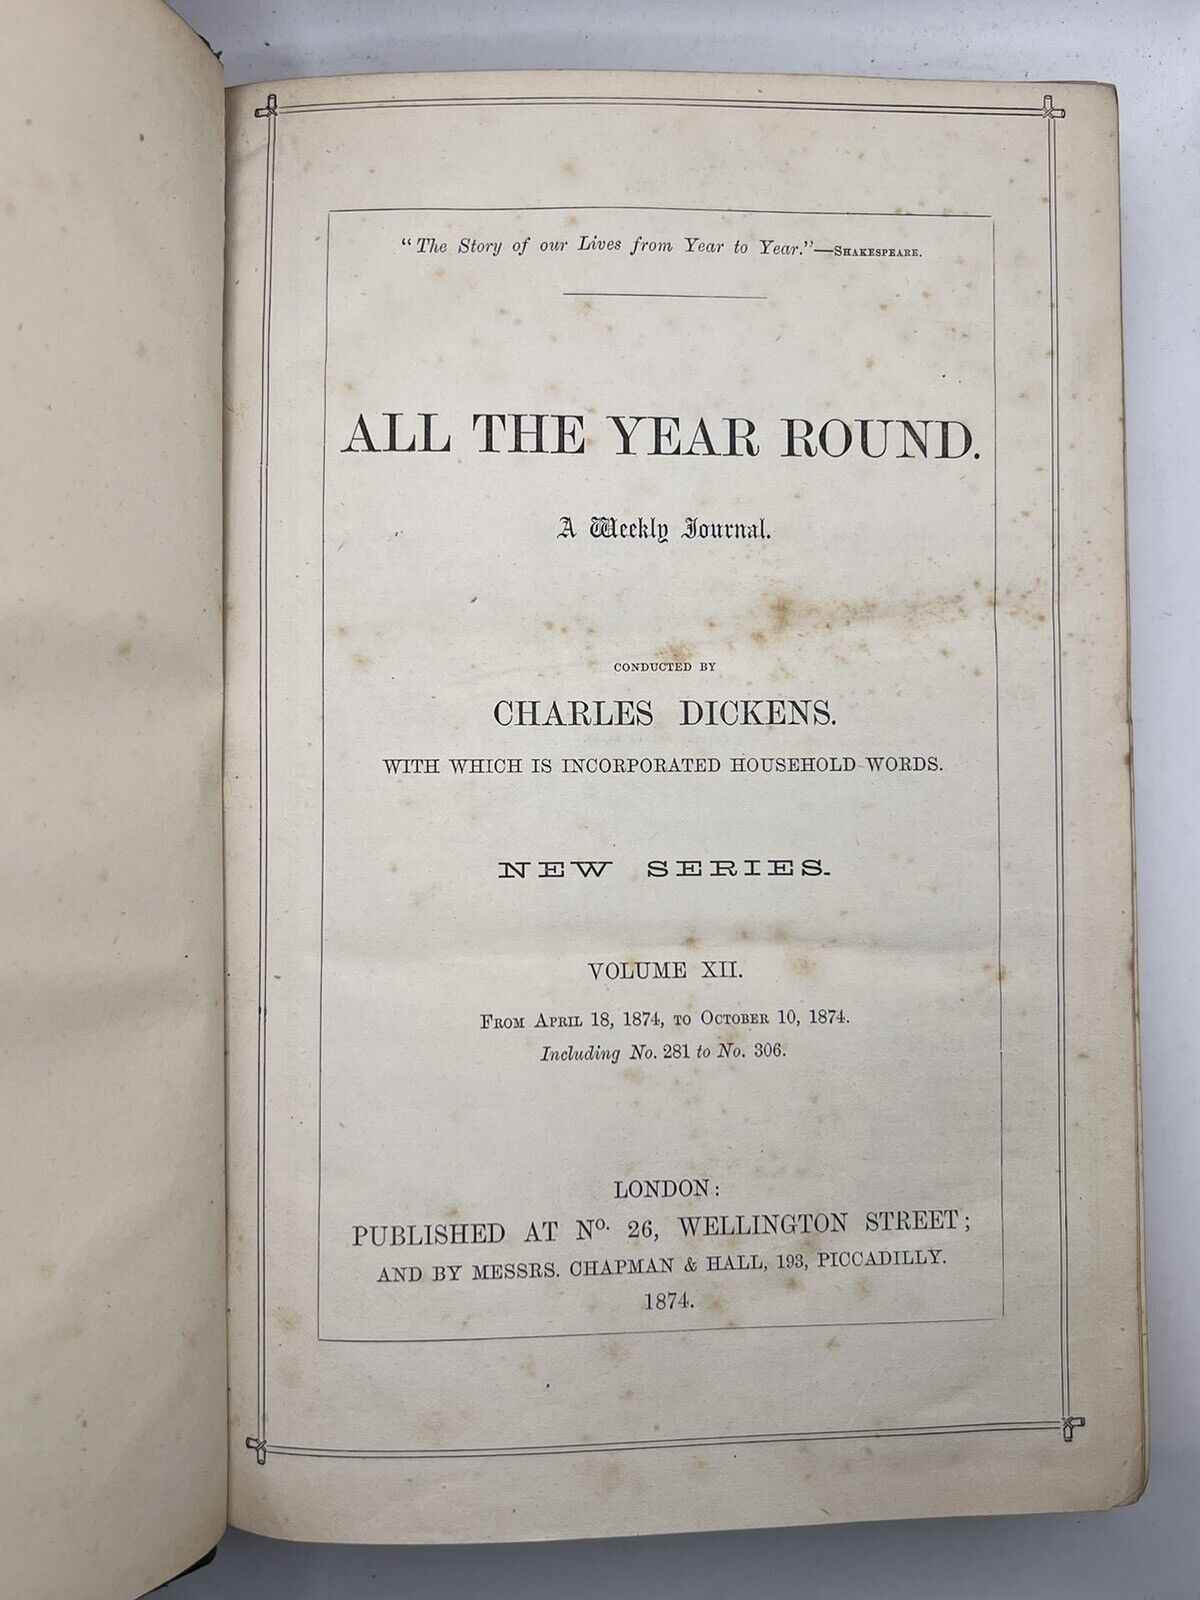 “The Story of our Lives from Year to Year.”—SHAKESPEARE.
ALL THE YEAR ROUND.
A Weekly Journal.
CONDUCTED BY
CHARLES DICKENS.
WITH WHICH IS INCORPORATED HOUSEHOLD WORDS.
NEW SERIES.
VOLUME XII.
FROM APRIL 18, 1874, TO OCTOBER 10, 1874.
Including No. 281 to No. 306.
LONDON:
PUBLISHED AT No. 26, WELLINGTON STREET;
AND BY MESSRS. CHAPMAN & HALL, 193, PICCADILLY.
1874.